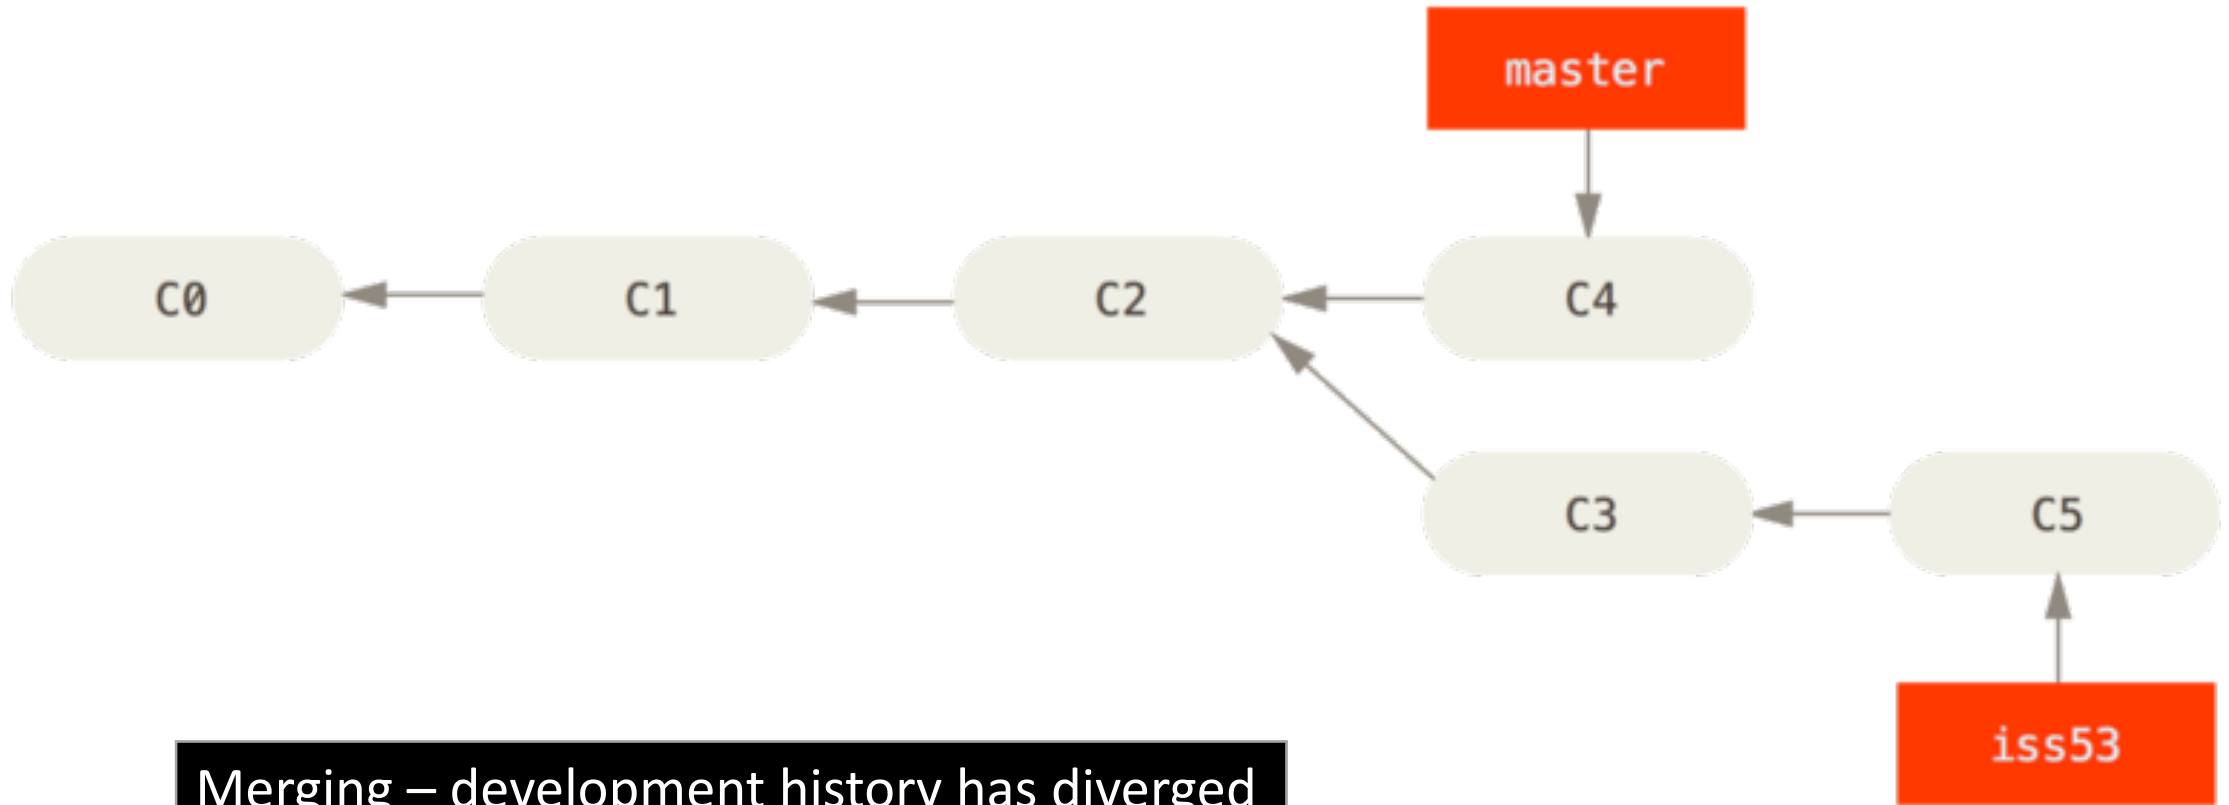 master
C0 C1 C2 C4
C3 C5
iss53
Merging – development history has diverged